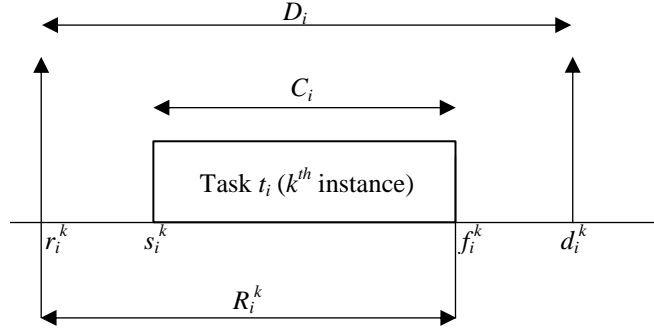 D_i
C_i
Task t_i (k^th instance)
r_i^k s_i^k f_i^k d_i^k
R_i^k